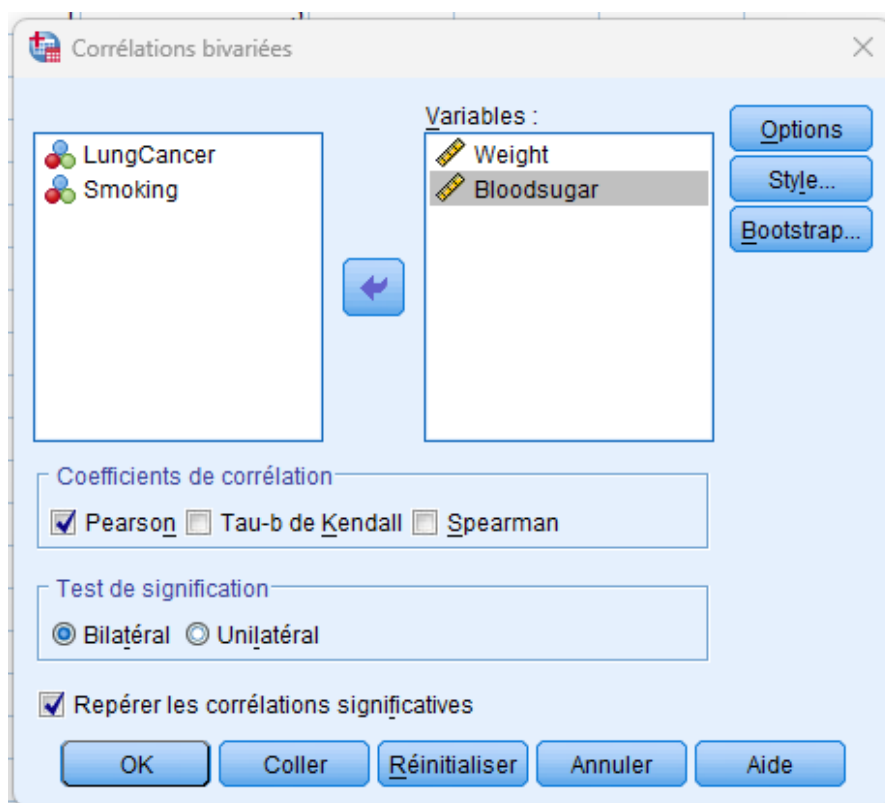 Corrélations bivariées
Variables :
LungCancer
Smoking
Weight
Bloodsugar
Options
Style...
Bootstrap...
Coefficients de corrélation
Pearson Tau-b de Kendall Spearman
Test de signification
Bilatéral Unilatéral
Repérer les corrélations significatives
OK Coller Réinitialiser Annuler Aide